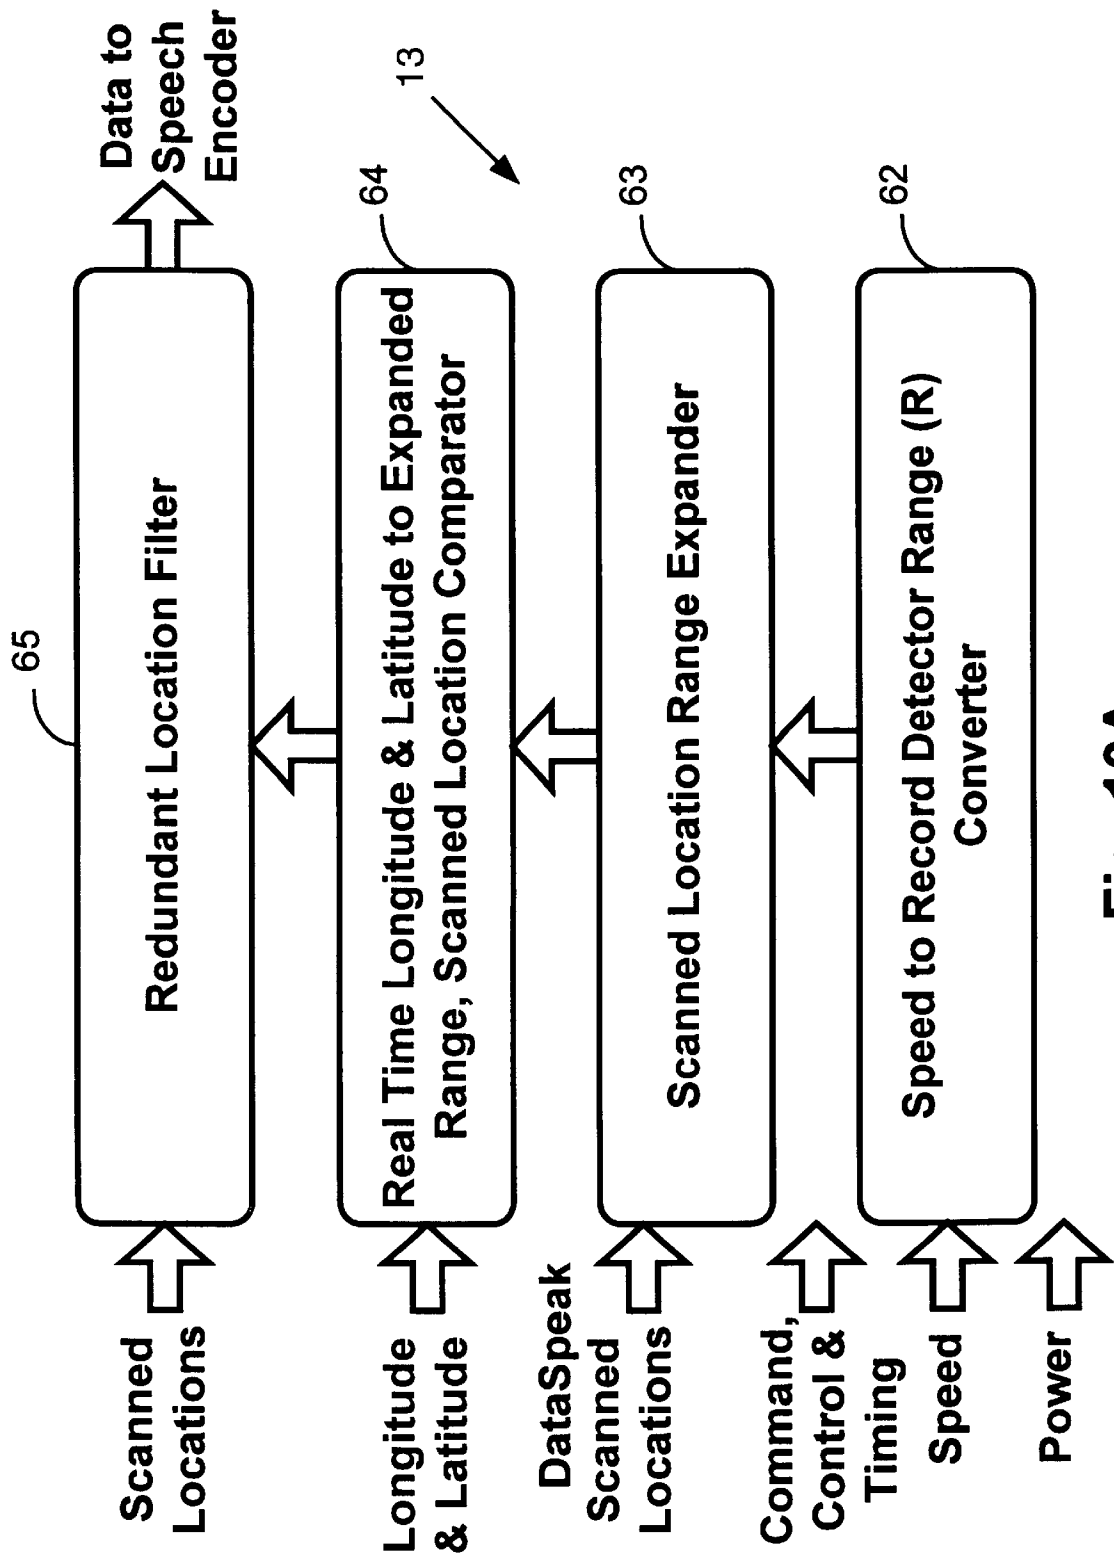 65
Scanned
Locations
Redundant Location Filter
Data to
Speech
Encoder
Longitude
& Latitude
Real Time Longitude & Latitude to Expanded
Range, Scanned Location Comparator
64
13
DataSpeak
Scanned
Locations
Scanned Location Range Expander
63
Command,
Control &
Timing
Speed
Speed to Record Detector Range (R)
Converter
62
Power